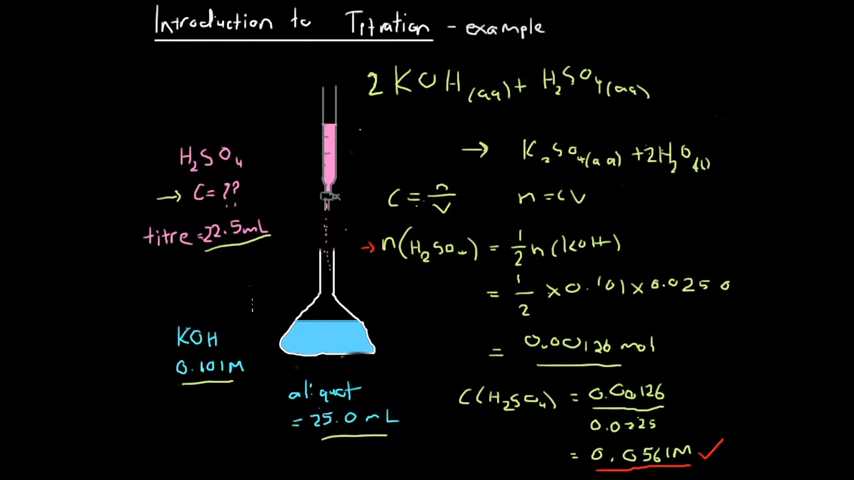 Introduction to Titration - example
2KOH(aq) + H2SO4(aq)
→ K2SO4(aq) + 2H2O(l)
H2SO4
→ C = ??
titre = 22.5mL
C = n/V
n = CV
→ n(H2SO4) = 1/2 n(KOH)
= 1/2 × 0.101 × 0.0250
= 0.00126 mol
KOH
0.101M
aliquot
= 25.0 mL
C(H2SO4) = 0.00126
0.0225
= 0.0561M ✓